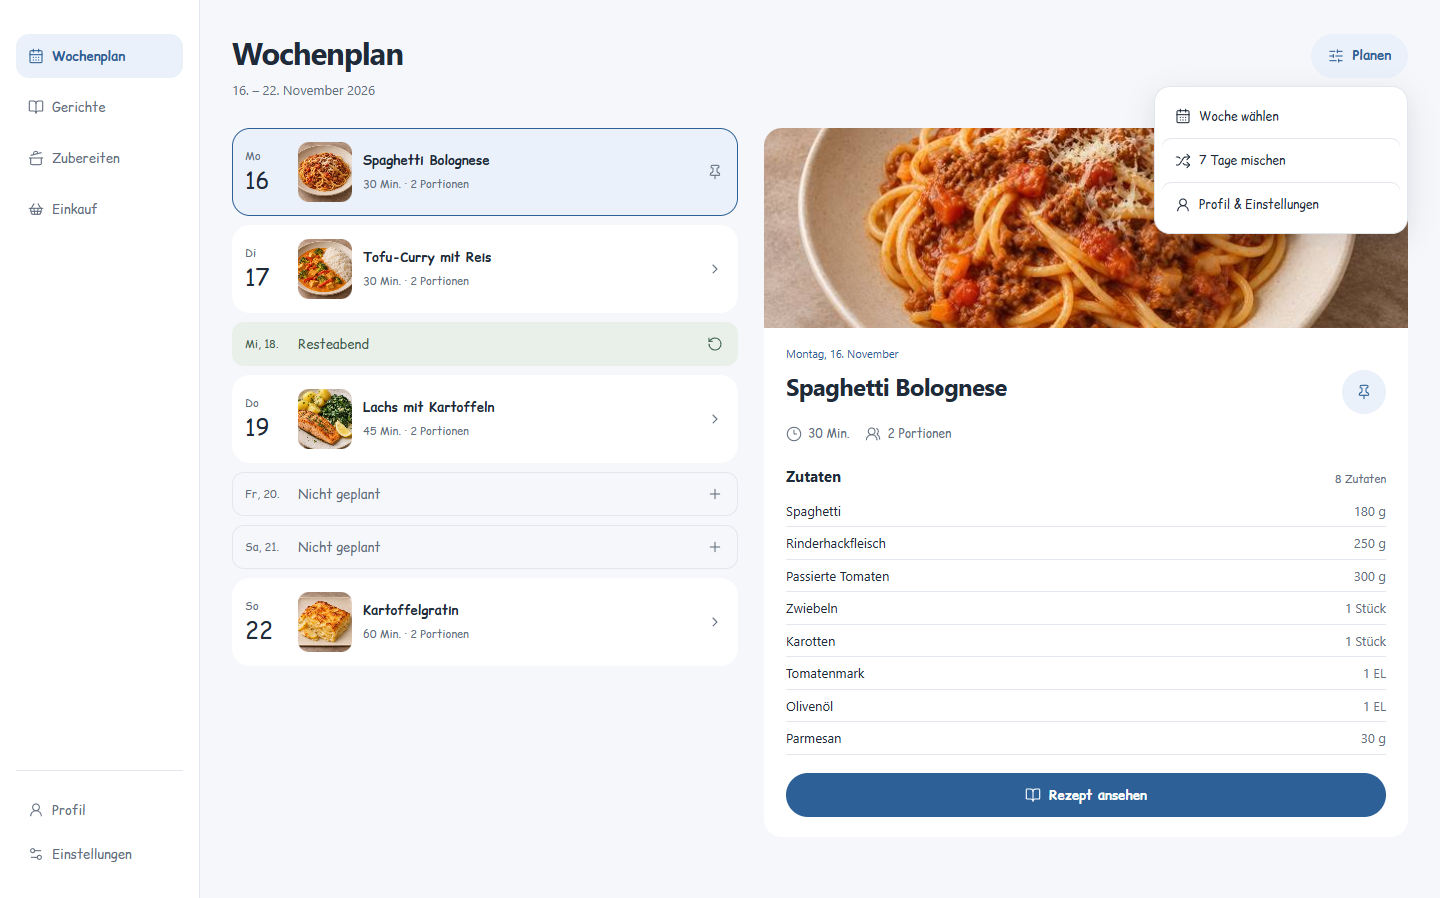 Wochenplan
Gerichte
Zubereiten
Einkauf
Profil
Einstellungen
Wochenplan
16. – 22. November 2026
Planen
Woche wählen
7 Tage mischen
Profil & Einstellungen
Mo
16
Spaghetti Bolognese
30 Min. · 2 Portionen
Di
17
Tofu-Curry mit Reis
30 Min. · 2 Portionen
Mi, 18.
Resteabend
Do
19
Lachs mit Kartoffeln
45 Min. · 2 Portionen
Fr, 20.
Nicht geplant
Sa, 21.
Nicht geplant
So
22
Kartoffelgratin
60 Min. · 2 Portionen
Montag, 16. November
Spaghetti Bolognese
30 Min. 2 Portionen
Zutaten 8 Zutaten
Spaghetti 180 g
Rinderhackfleisch 250 g
Passierte Tomaten 300 g
Zwiebeln 1 Stück
Karotten 1 Stück
Tomatenmark 1 EL
Olivenöl 1 EL
Parmesan 30 g
Rezept ansehen